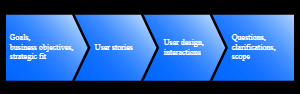 Goals,
business objectives,
strategic fit
User stories
User design,
interactions
Questions,
clarifications,
scope